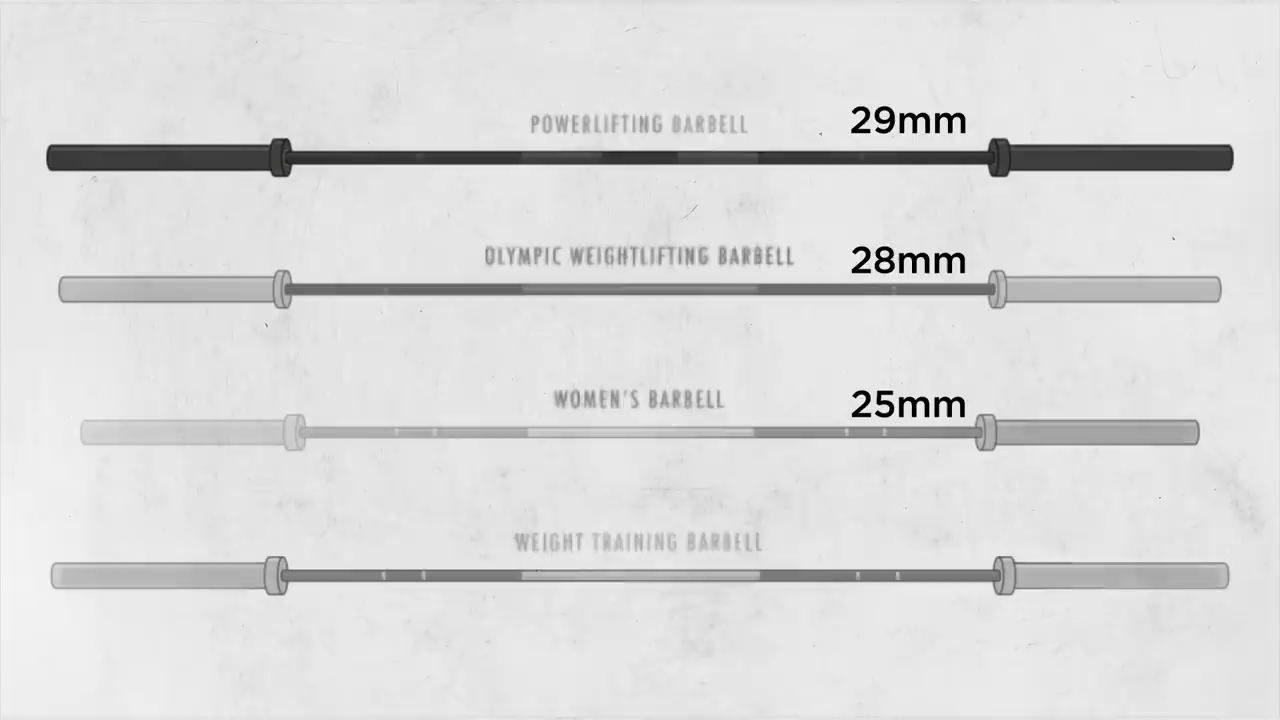 POWERLIFTING BARBELL 29mm
OLYMPIC WEIGHTLIFTING BARBELL 28mm
WOMEN'S BARBELL 25mm
WEIGHT TRAINING BARBELL